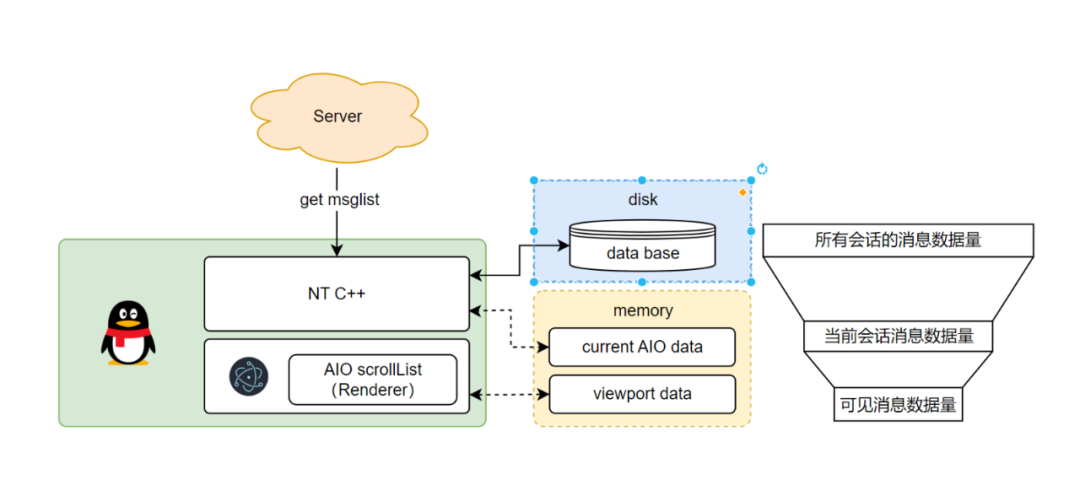 Server
get msglist
disk
data base
所有会话的消息数据量
NT C++
memory
current AIO data
当前会话消息数据量
AIO scrollList
（Renderer）
viewport data
可见消息数据量